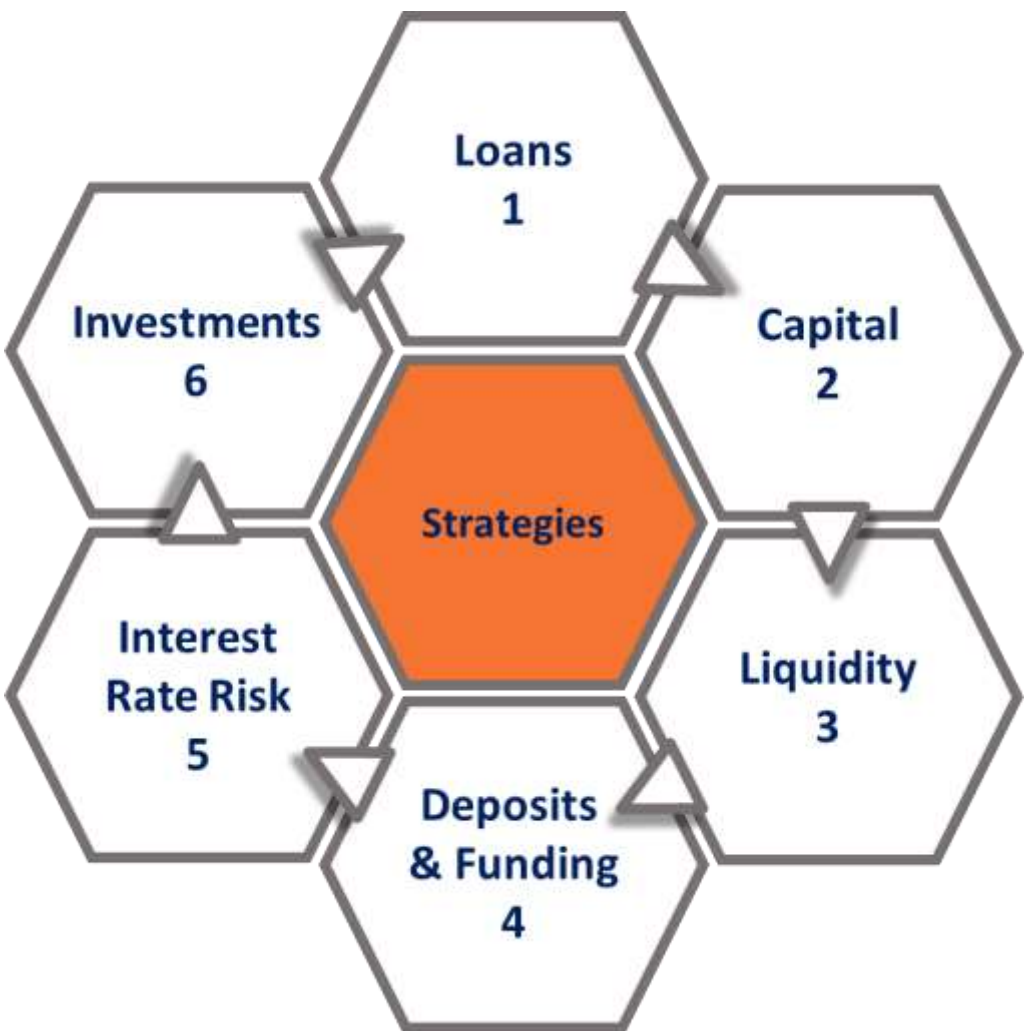 Loans
1
Capital
2
Liquidity
3
Deposits
& Funding
4
Interest
Rate Risk
5
Investments
6
Strategies